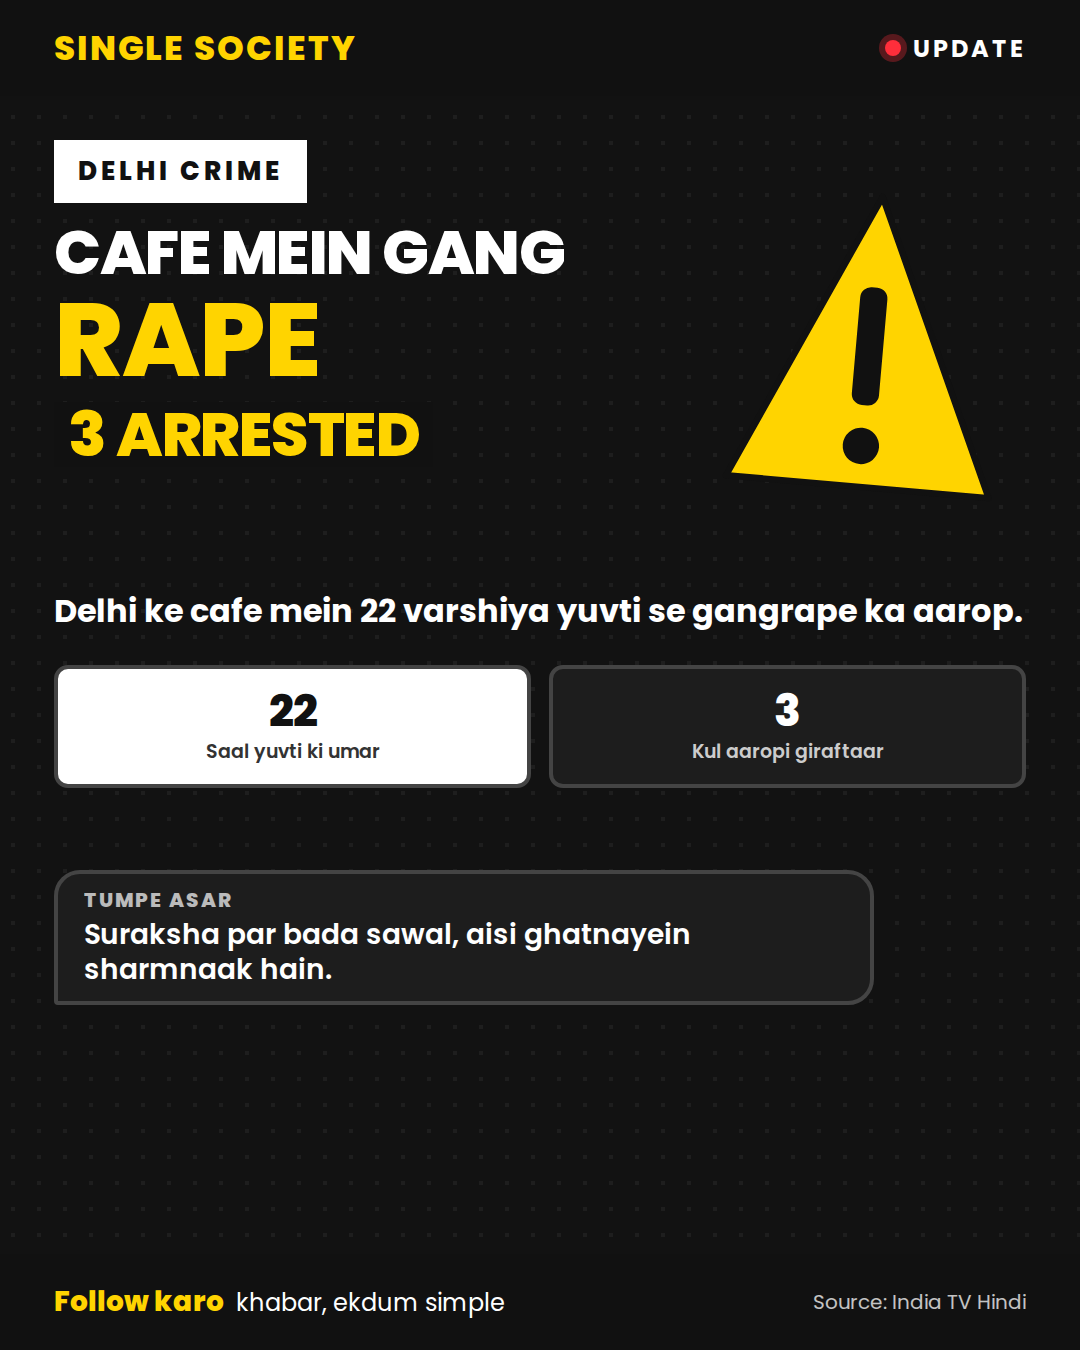 SINGLE SOCIETY
UPDATE
DELHI CRIME
CAFE MEIN GANG
RAPE
3 ARRESTED
Delhi ke cafe mein 22 varshiya yuvti se gangrape ka aarop.
22
Saal yuvti ki umar
3
Kul aaropi giraftaar
TUMPE ASAR
Suraksha par bada sawal, aisi ghatnayein
sharmnaak hain.
Follow karo khabar, ekdum simple
Source: India TV Hindi